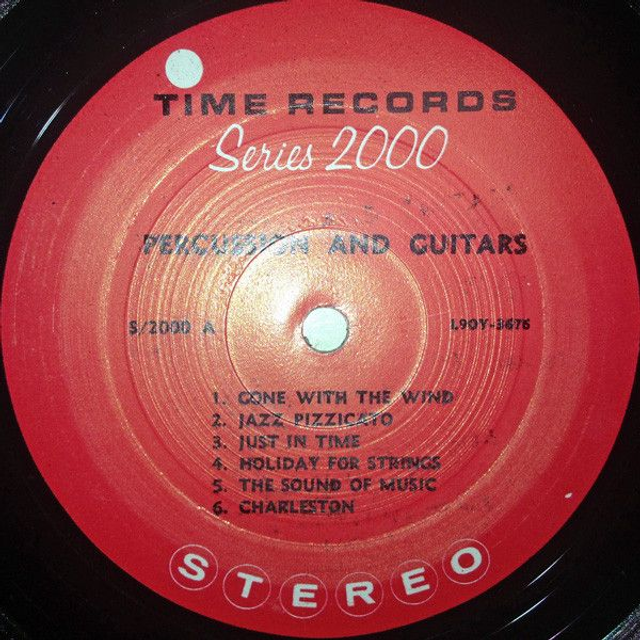 TIME RECORDS
Series 2000
PERCUSSION AND GUITARS
S/2000 A L90Y-3676
1. GONE WITH THE WIND
2. JAZZ PIZZICATO
3. JUST IN TIME
4. HOLIDAY FOR STRINGS
5. THE SOUND OF MUSIC
6. CHARLESTON
STEREO